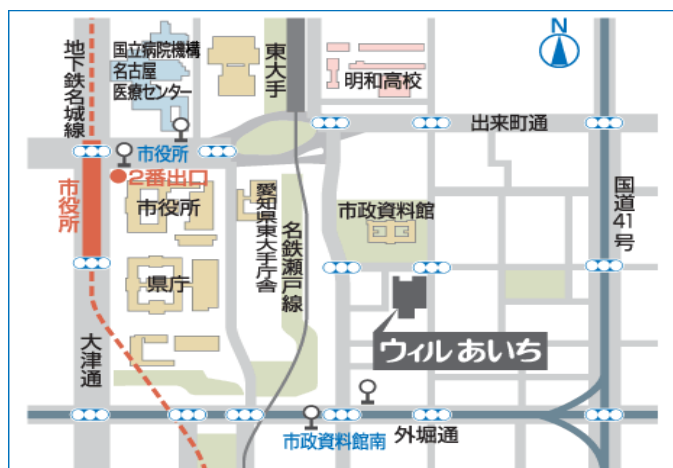 N
地下鉄名城線
国立病院機構
名古屋
医療センター
東大手
明和高校
出来町通
市役所
2番出口
市役所
市役所
愛知県東大手庁舎
名鉄瀬戸線
市政資料館
国道41号
県庁
大津通
ウィルあいち
市政資料館南
外堀通